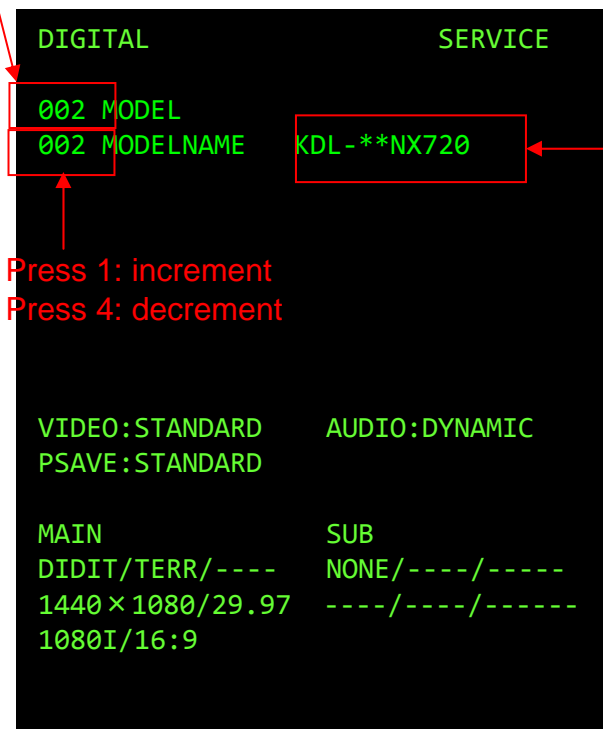 DIGITAL SERVICE
002 MODEL
002 MODELNAME KDL-**NX720
Press 1: increment
Press 4: decrement
VIDEO:STANDARD AUDIO:DYNAMIC
PSAVE:STANDARD
MAIN SUB
DIDIT/TERR/---- NONE/----/-----
1440×1080/29.97 ----/----/------
1080I/16:9